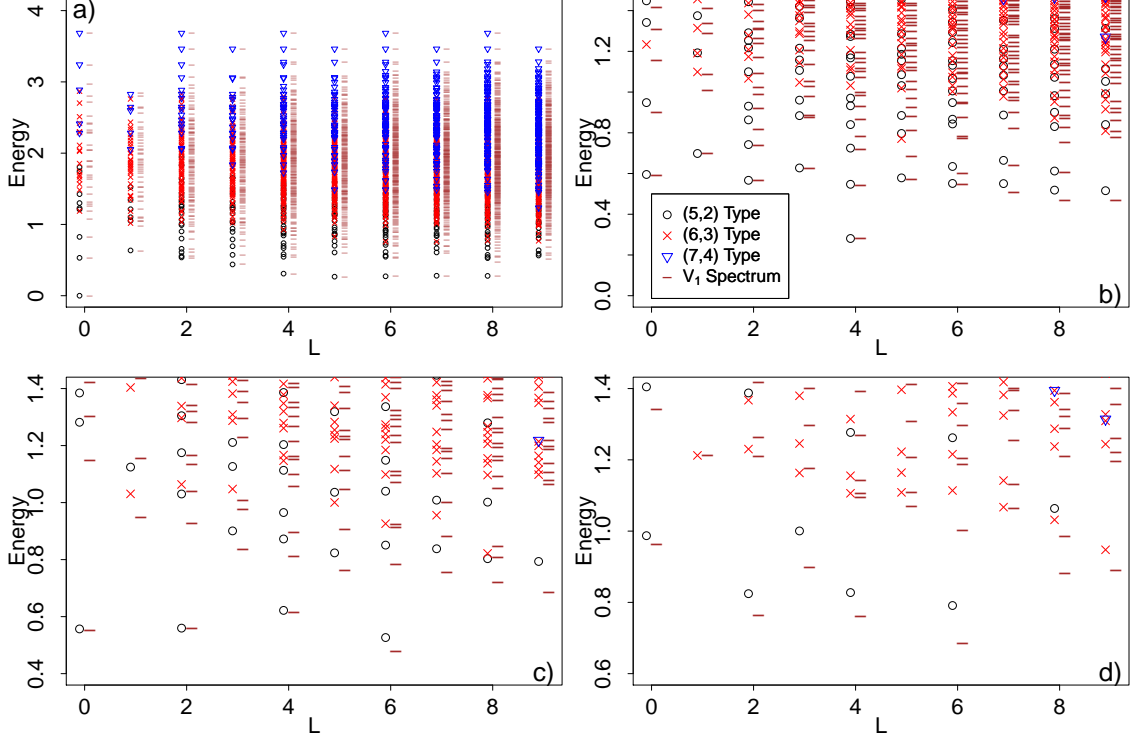 a)
Energy
0 1 2 3 4
0 2 4 6 8
L
b)
Energy
0.0 0.4 0.8 1.2
0 2 4 6 8
L
(5,2) Type
(6,3) Type
(7,4) Type
V₁ Spectrum
c)
Energy
0.4 0.6 0.8 1.0 1.2 1.4
0 2 4 6 8
L
d)
Energy
0.6 0.8 1.0 1.2 1.4
0 2 4 6 8
L